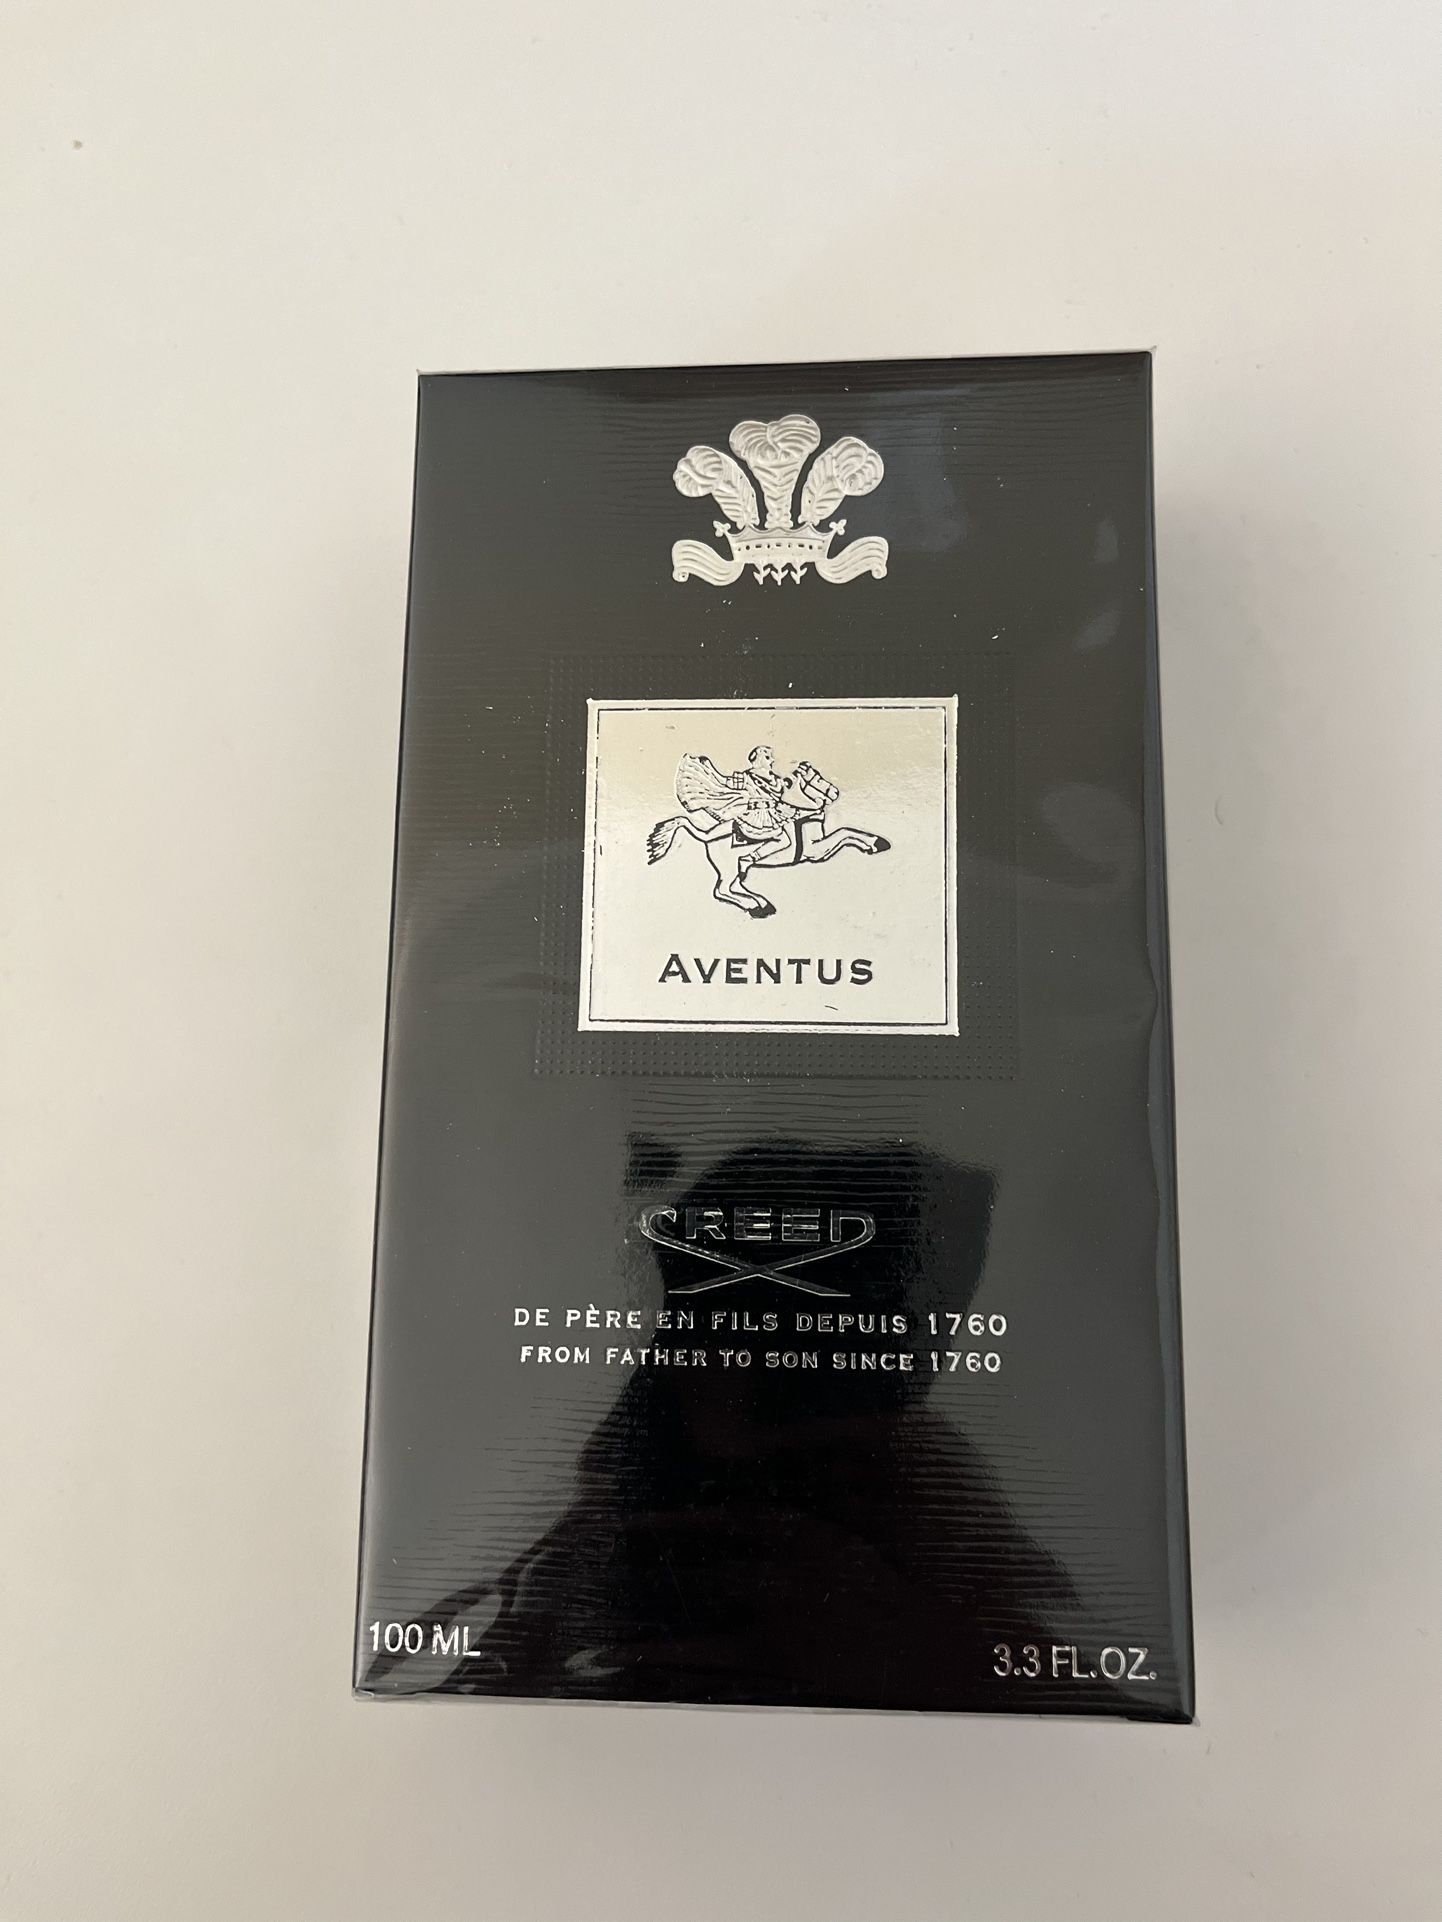 AVENTUS
CREED
DE PÈRE EN FILS DEPUIS 1760
FROM FATHER TO SON SINCE 1760
100 ML
3.3 FL.OZ.